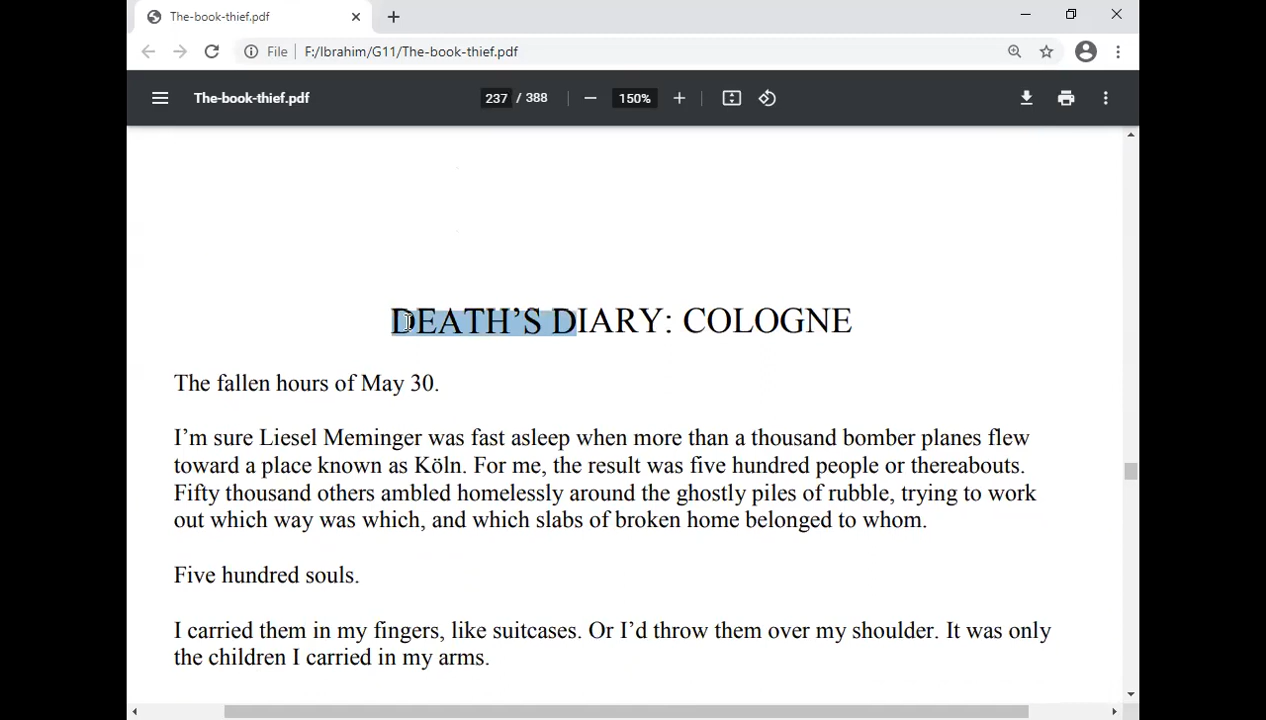 The-book-thief.pdf
File
F:/Ibrahim/G11/The-book-thief.pdf
The-book-thief.pdf
237 / 388
150%
DEATH’S DIARY: COLOGNE
The fallen hours of May 30.
I’m sure Liesel Meminger was fast asleep when more than a thousand bomber planes flew
toward a place known as Köln. For me, the result was five hundred people or thereabouts.
Fifty thousand others ambled homelessly around the ghostly piles of rubble, trying to work
out which way was which, and which slabs of broken home belonged to whom.
Five hundred souls.
I carried them in my fingers, like suitcases. Or I’d throw them over my shoulder. It was only
the children I carried in my arms.